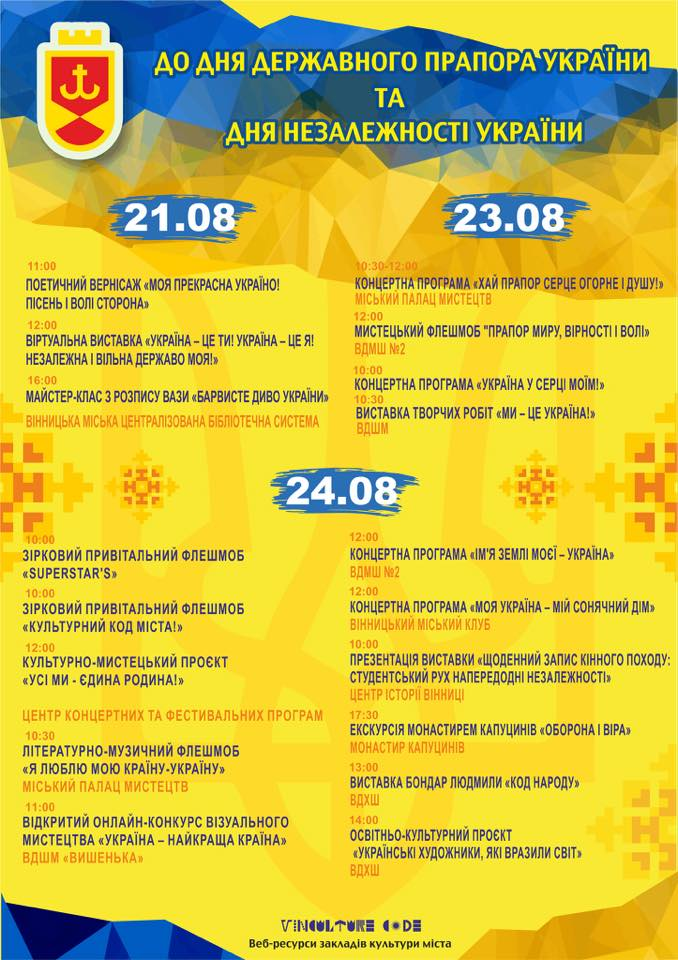 ДО ДНЯ ДЕРЖАВНОГО ПРАПОРА УКРАЇНИ
ТА
ДНЯ НЕЗАЛЕЖНОСТІ УКРАЇНИ
21.08
11:00
ПОЕТИЧНИЙ ВЕРНІСАЖ «МОЯ ПРЕКРАСНА УКРАЇНО!
ПІСЕНЬ І ВОЛІ СТОРОНА»
12:00
ВІРТУАЛЬНА ВИСТАВКА «УКРАЇНА – ЦЕ ТИ! УКРАЇНА – ЦЕ Я!
НЕЗАЛЕЖНА І ВІЛЬНА ДЕРЖАВО МОЯ!»
16:00
МАЙСТЕР-КЛАС З РОЗПИСУ ВАЗИ «БАРВИСТЕ ДИВО УКРАЇНИ»
ВІННИЦЬКА МІСЬКА ЦЕНТРАЛІЗОВАНА БІБЛІОТЕЧНА СИСТЕМА
23.08
10:30-12:00
КОНЦЕРТНА ПРОГРАМА «ХАЙ ПРАПОР СЕРЦЕ ОГОРНЕ І ДУШУ!»
МІСЬКИЙ ПАЛАЦ МИСТЕЦТВ
12:00
МИСТЕЦЬКИЙ ФЛЕШМОБ "ПРАПОР МИРУ, ВІРНОСТІ І ВОЛІ»
ВДМШ №2
10:00
КОНЦЕРТНА ПРОГРАМА «УКРАЇНА У СЕРЦІ МОЇМ!»
10:30
ВИСТАВКА ТВОРЧИХ РОБІТ «МИ – ЦЕ УКРАЇНА!»
ВДШМ
24.08
10:00
ЗІРКОВИЙ ПРИВІТАЛЬНИЙ ФЛЕШМОБ
«SUPERSTAR'S»
10:00
ЗІРКОВИЙ ПРИВІТАЛЬНИЙ ФЛЕШМОБ
«КУЛЬТУРНИЙ КОД МІСТА!»
12:00
КУЛЬТУРНО-МИСТЕЦЬКИЙ ПРОЄКТ
«УСІ МИ - ЄДИНА РОДИНА!»
ЦЕНТР КОНЦЕРТНИХ ТА ФЕСТИВАЛЬНИХ ПРОГРАМ
10:30
ЛІТЕРАТУРНО-МУЗИЧНИЙ ФЛЕШМОБ
«Я ЛЮБЛЮ МОЮ КРАЇНУ-УКРАЇНУ»
МІСЬКИЙ ПАЛАЦ МИСТЕЦТВ
11:00
ВІДКРИТИЙ ОНЛАЙН-КОНКУРС ВІЗУАЛЬНОГО
МИСТЕЦТВА «УКРАЇНА – НАЙКРАЩА КРАЇНА»
ВДШМ «ВИШЕНЬКА»
12:00
КОНЦЕРТНА ПРОГРАМА «ІМ'Я ЗЕМЛІ МОЄЇ – УКРАЇНА»
ВДМШ №2
12:00
КОНЦЕРТНА ПРОГРАМА «МОЯ УКРАЇНА – МІЙ СОНЯЧНИЙ ДІМ»
ВІННИЦЬКИЙ МІСЬКИЙ КЛУБ
10:00
ПРЕЗЕНТАЦІЯ ВИСТАВКИ «ЩОДЕННИЙ ЗАПИС КІННОГО ПОХОДУ:
СТУДЕНТСЬКИЙ РУХ НАПЕРЕДОДНІ НЕЗАЛЕЖНОСТІ»
ЦЕНТР ІСТОРІЇ ВІННИЦІ
17:30
ЕКСКУРСІЯ МОНАСТИРЕМ КАПУЦИНІВ «ОБОРОНА І ВІРА»
МОНАСТИР КАПУЦИНІВ
13:00
ВИСТАВКА БОНДАР ЛЮДМИЛИ «КОД НАРОДУ»
ВДХШ
14:00
ОСВІТНЬО-КУЛЬТУРНИЙ ПРОЄКТ
«УКРАЇНСЬКІ ХУДОЖНИКИ, ЯКІ ВРАЗИЛИ СВІТ»
ВДХШ
VINCULTURE CODE
Веб-ресурси закладів культури міста